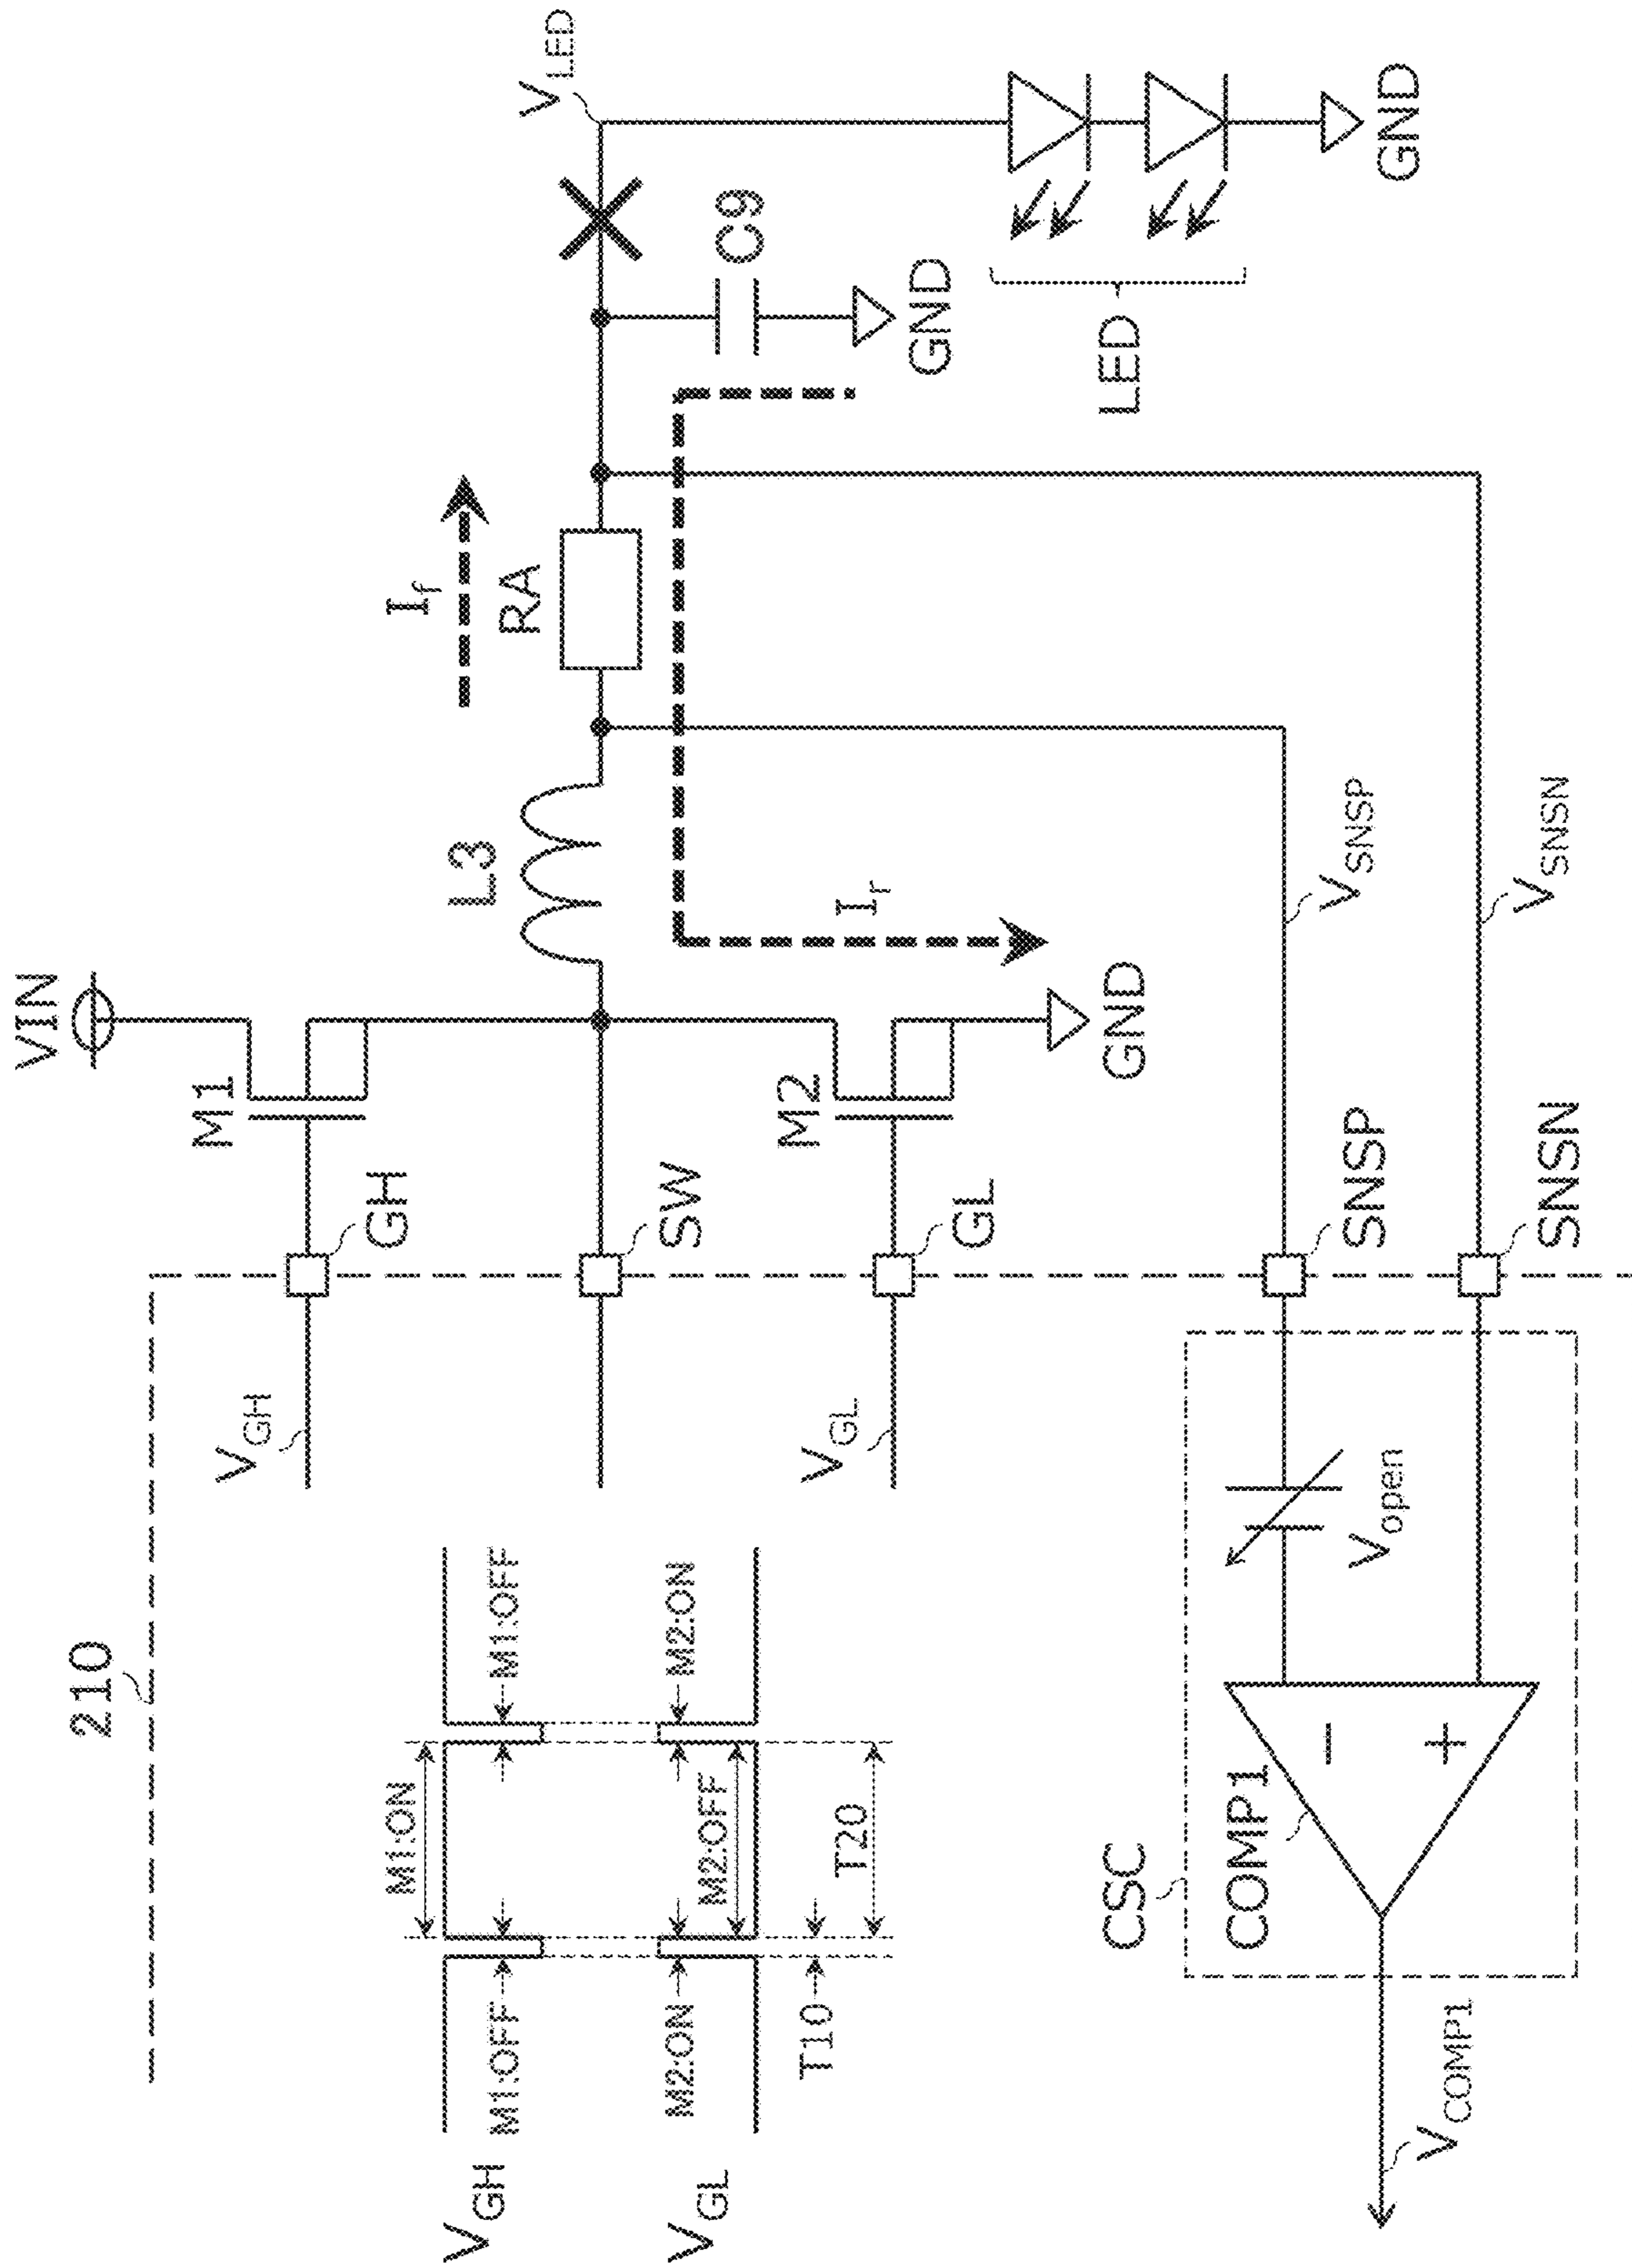 210
VIN
M1
GH
V_GH
SW
M2
GL
V_GL
GND
L3
I_f
RA
I_r
C9
GND
V_LED
LED
GND
V_GH
M1:OFF
M1:ON
M1:OFF
V_GL
M2:ON
M2:OFF
M2:ON
T10
T20
CSC
COMP1
−
+
V_open
V_COMP1
SNSP
V_SNSP
SNSN
V_SNSN